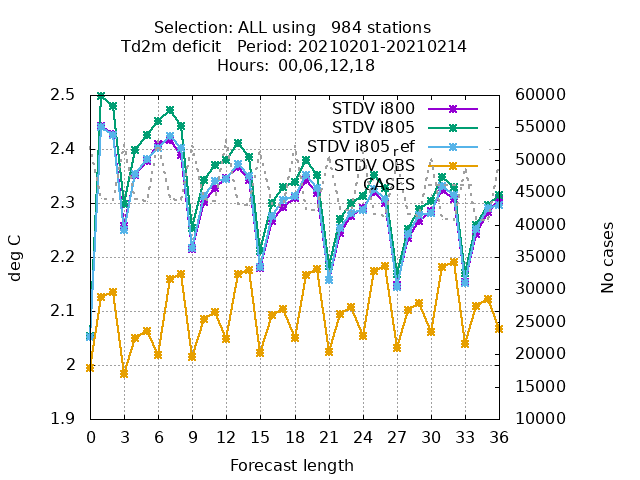 Selection: ALL using   984 stations
Td2m deficit   Period: 20210201-20210214
Hours: 00,06,12,18
2.5
2.4
2.3
2.2
2.1
2
1.9
deg C
STDV i800
STDV i805
STDV i805ref
STDV OBS
CASES
60000
55000
50000
45000
40000
35000
30000
25000
20000
15000
10000
No cases
0 3 6 9 12 15 18 21 24 27 30 33 36
Forecast length